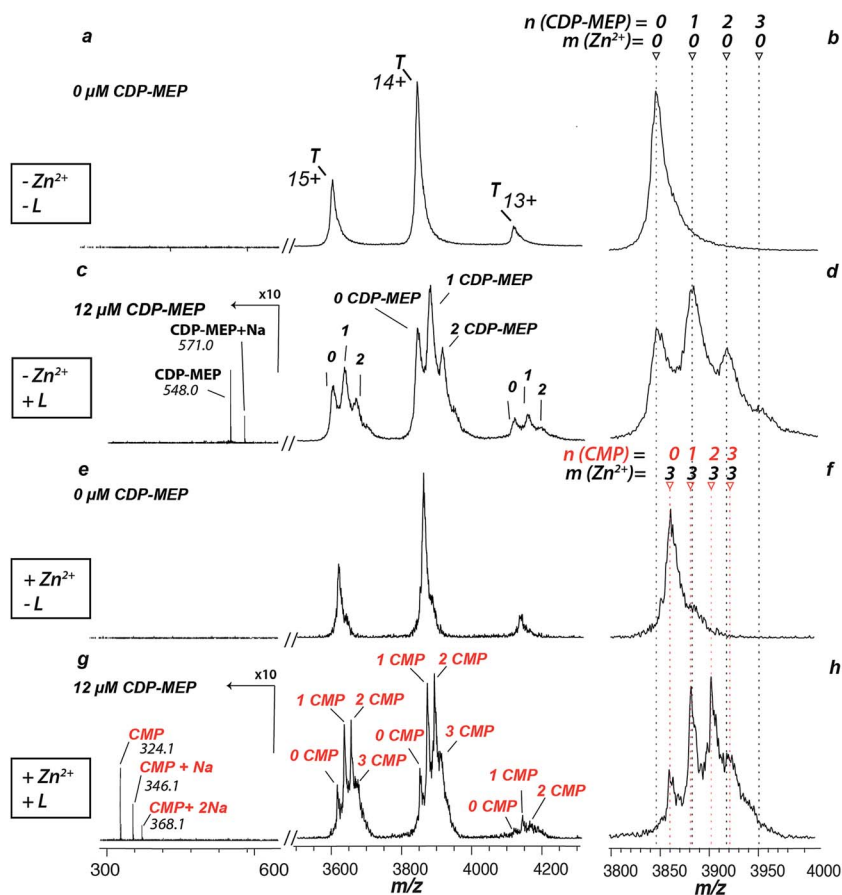 a
n (CDP-MEP) = 0 1 2 3
m (Zn2+)= 0 0 0 0
b
0 µM CDP-MEP
T
14+
T
15+
T
13+
- Zn2+
- L
c
d
12 µM CDP-MEP
x10
CDP-MEP+Na
571.0
CDP-MEP
548.0
0 CDP-MEP
1 CDP-MEP
2 CDP-MEP
0 1 2
0 1 2
- Zn2+
+ L
e
n (CMP) = 0 1 2 3
m (Zn2+)= 3 3 3 3
f
0 µM CDP-MEP
+ Zn2+
- L
g
h
12 µM CDP-MEP
x10
CMP
324.1
CMP + Na
346.1
CMP+ 2Na
368.1
1 CMP 2 CMP
0 CMP
3 CMP
1 CMP 2 CMP
0 CMP
3 CMP
1 CMP
0 CMP 2 CMP
+ Zn2+
+ L
300 600 3600 3800 4000 4200 3800 3850 3900 3950 4000
m/z m/z